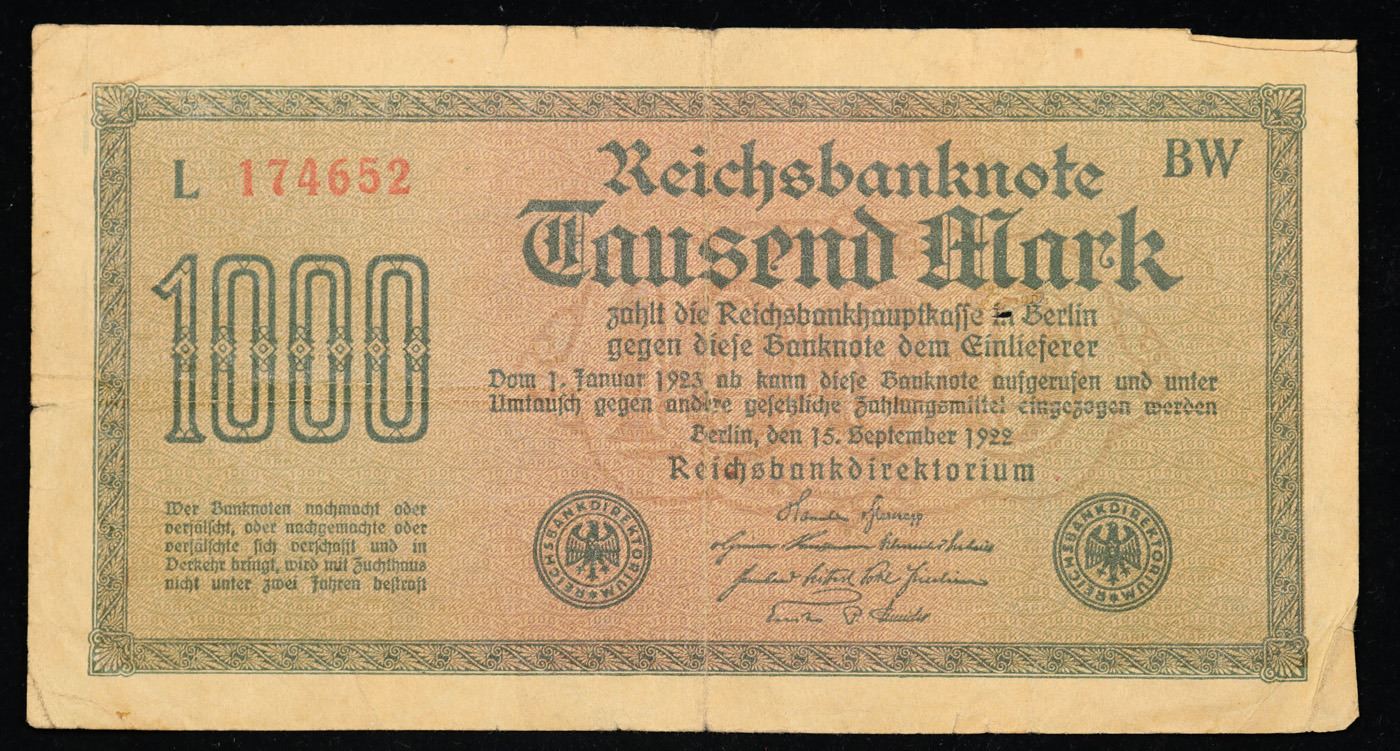 L 174652
Reichsbanknote
BW
Tausend Mark
1000
zahlt die Reichsbankhauptkasse in Berlin
gegen diese Banknote dem Einlieferer
Vom 1. Januar 1923 ab kann diese Banknote aufgerufen und unter
Umtausch gegen andere gesetzliche Zahlungsmittel eingezogen werden
Berlin, den 15. September 1922
Reichsbankdirektorium
Wer Banknoten nachmacht oder
verfälscht, oder nachgemachte oder
verfälschte sich verschafft und in
Verkehr bringt, wird mit Zuchthaus
nicht unter zwei Jahren bestraft
REICHSBANKDIREKTORIUM
REICHSBANKDIREKTORIUM